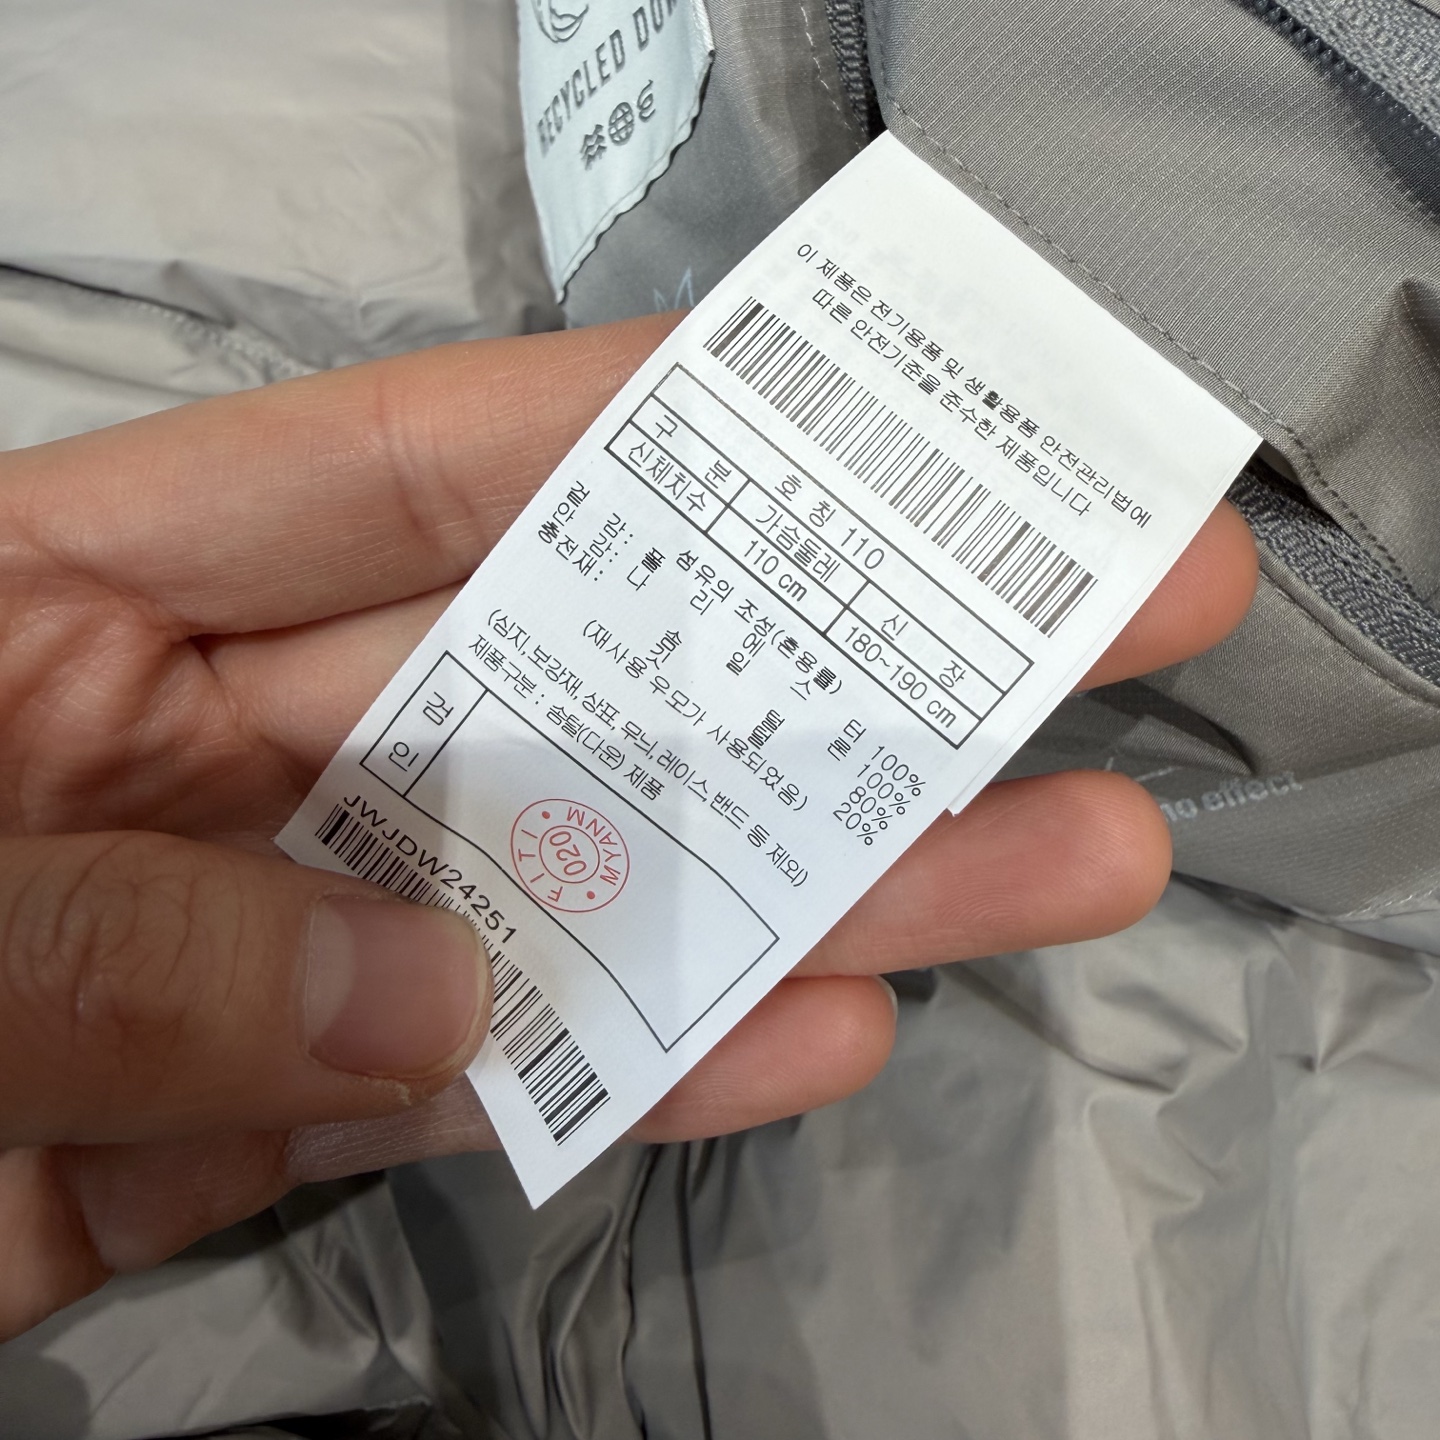 RECYCLED DOW
이 제품은 전기용품 및 생활용품 안전관리법에
따른 안전기준을 준수한 제품입니다
호 칭 110
구 분 가슴둘레 신 장
신체치수 110 cm 180~190 cm
섬유의 조성(혼용률)
겉 감: 폴 리 에 스 터 100%
안 감: 나 일 론 100%
충전재: 솜 털 80%
깃 털 20%
(재사용 우모가 사용되었음)
(심지, 보강재, 상표, 무늬, 레이스, 밴드 등 제외)
제품구분 : 솜털(다운) 제품
검 인
FITI
020
MYANM
JWJDW24251
no effect